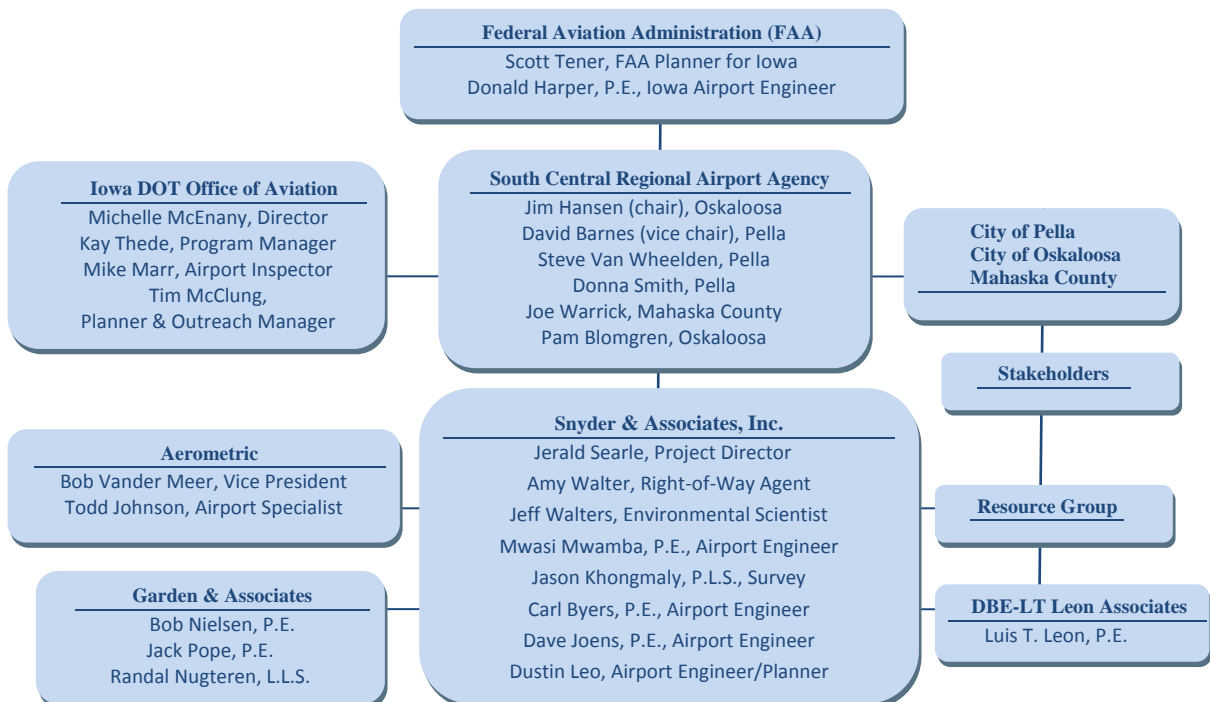 Federal Aviation Administration (FAA)
Scott Tener, FAA Planner for Iowa
Donald Harper, P.E., Iowa Airport Engineer
Iowa DOT Office of Aviation
Michelle McEnany, Director
Kay Thede, Program Manager
Mike Marr, Airport Inspector
Tim McClung,
Planner & Outreach Manager
South Central Regional Airport Agency
Jim Hansen (chair), Oskaloosa
David Barnes (vice chair), Pella
Steve Van Wheelden, Pella
Donna Smith, Pella
Joe Warrick, Mahaska County
Pam Blomgren, Oskaloosa
City of Pella
City of Oskaloosa
Mahaska County
Stakeholders
Aerometric
Bob Vander Meer, Vice President
Todd Johnson, Airport Specialist
Snyder & Associates, Inc.
Jerald Searle, Project Director
Amy Walter, Right-of-Way Agent
Jeff Walters, Environmental Scientist
Mwasi Mwamba, P.E., Airport Engineer
Jason Khongmaly, P.L.S., Survey
Carl Byers, P.E., Airport Engineer
Dave Joens, P.E., Airport Engineer
Dustin Leo, Airport Engineer/Planner
Resource Group
Garden & Associates
Bob Nielsen, P.E.
Jack Pope, P.E.
Randal Nugteren, L.L.S.
DBE-LT Leon Associates
Luis T. Leon, P.E.